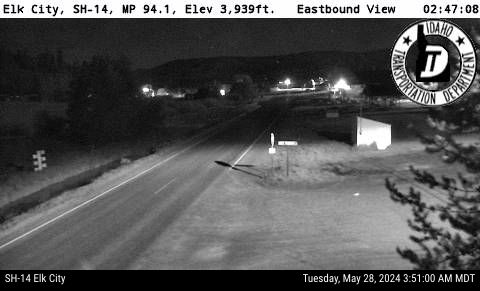 Elk City, SH-14, MP 94.1, Elev 3,939ft. Eastbound View 02:47:08
IDAHO
TRANSPORTATION DEPARTMENT
SH-14 Elk City Tuesday, May 28, 2024 3:51:00 AM MDT